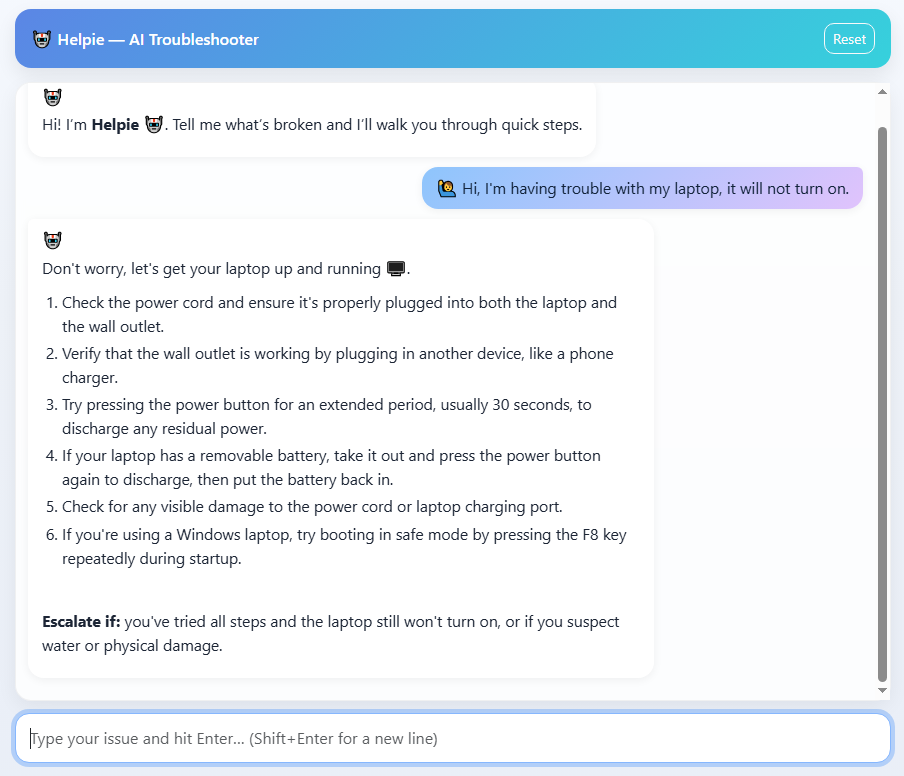 Helpie — AI Troubleshooter
Reset
Hi! I’m Helpie 🤖. Tell me what’s broken and I’ll walk you through quick steps.
🙋 Hi, I'm having trouble with my laptop, it will not turn on.
Don't worry, let's get your laptop up and running 🖥️.
1. Check the power cord and ensure it's properly plugged into both the laptop and
the wall outlet.
2. Verify that the wall outlet is working by plugging in another device, like a phone
charger.
3. Try pressing the power button for an extended period, usually 30 seconds, to
discharge any residual power.
4. If your laptop has a removable battery, take it out and press the power button
again to discharge, then put the battery back in.
5. Check for any visible damage to the power cord or laptop charging port.
6. If you're using a Windows laptop, try booting in safe mode by pressing the F8 key
repeatedly during startup.
Escalate if: you've tried all steps and the laptop still won't turn on, or if you suspect
water or physical damage.
Type your issue and hit Enter... (Shift+Enter for a new line)